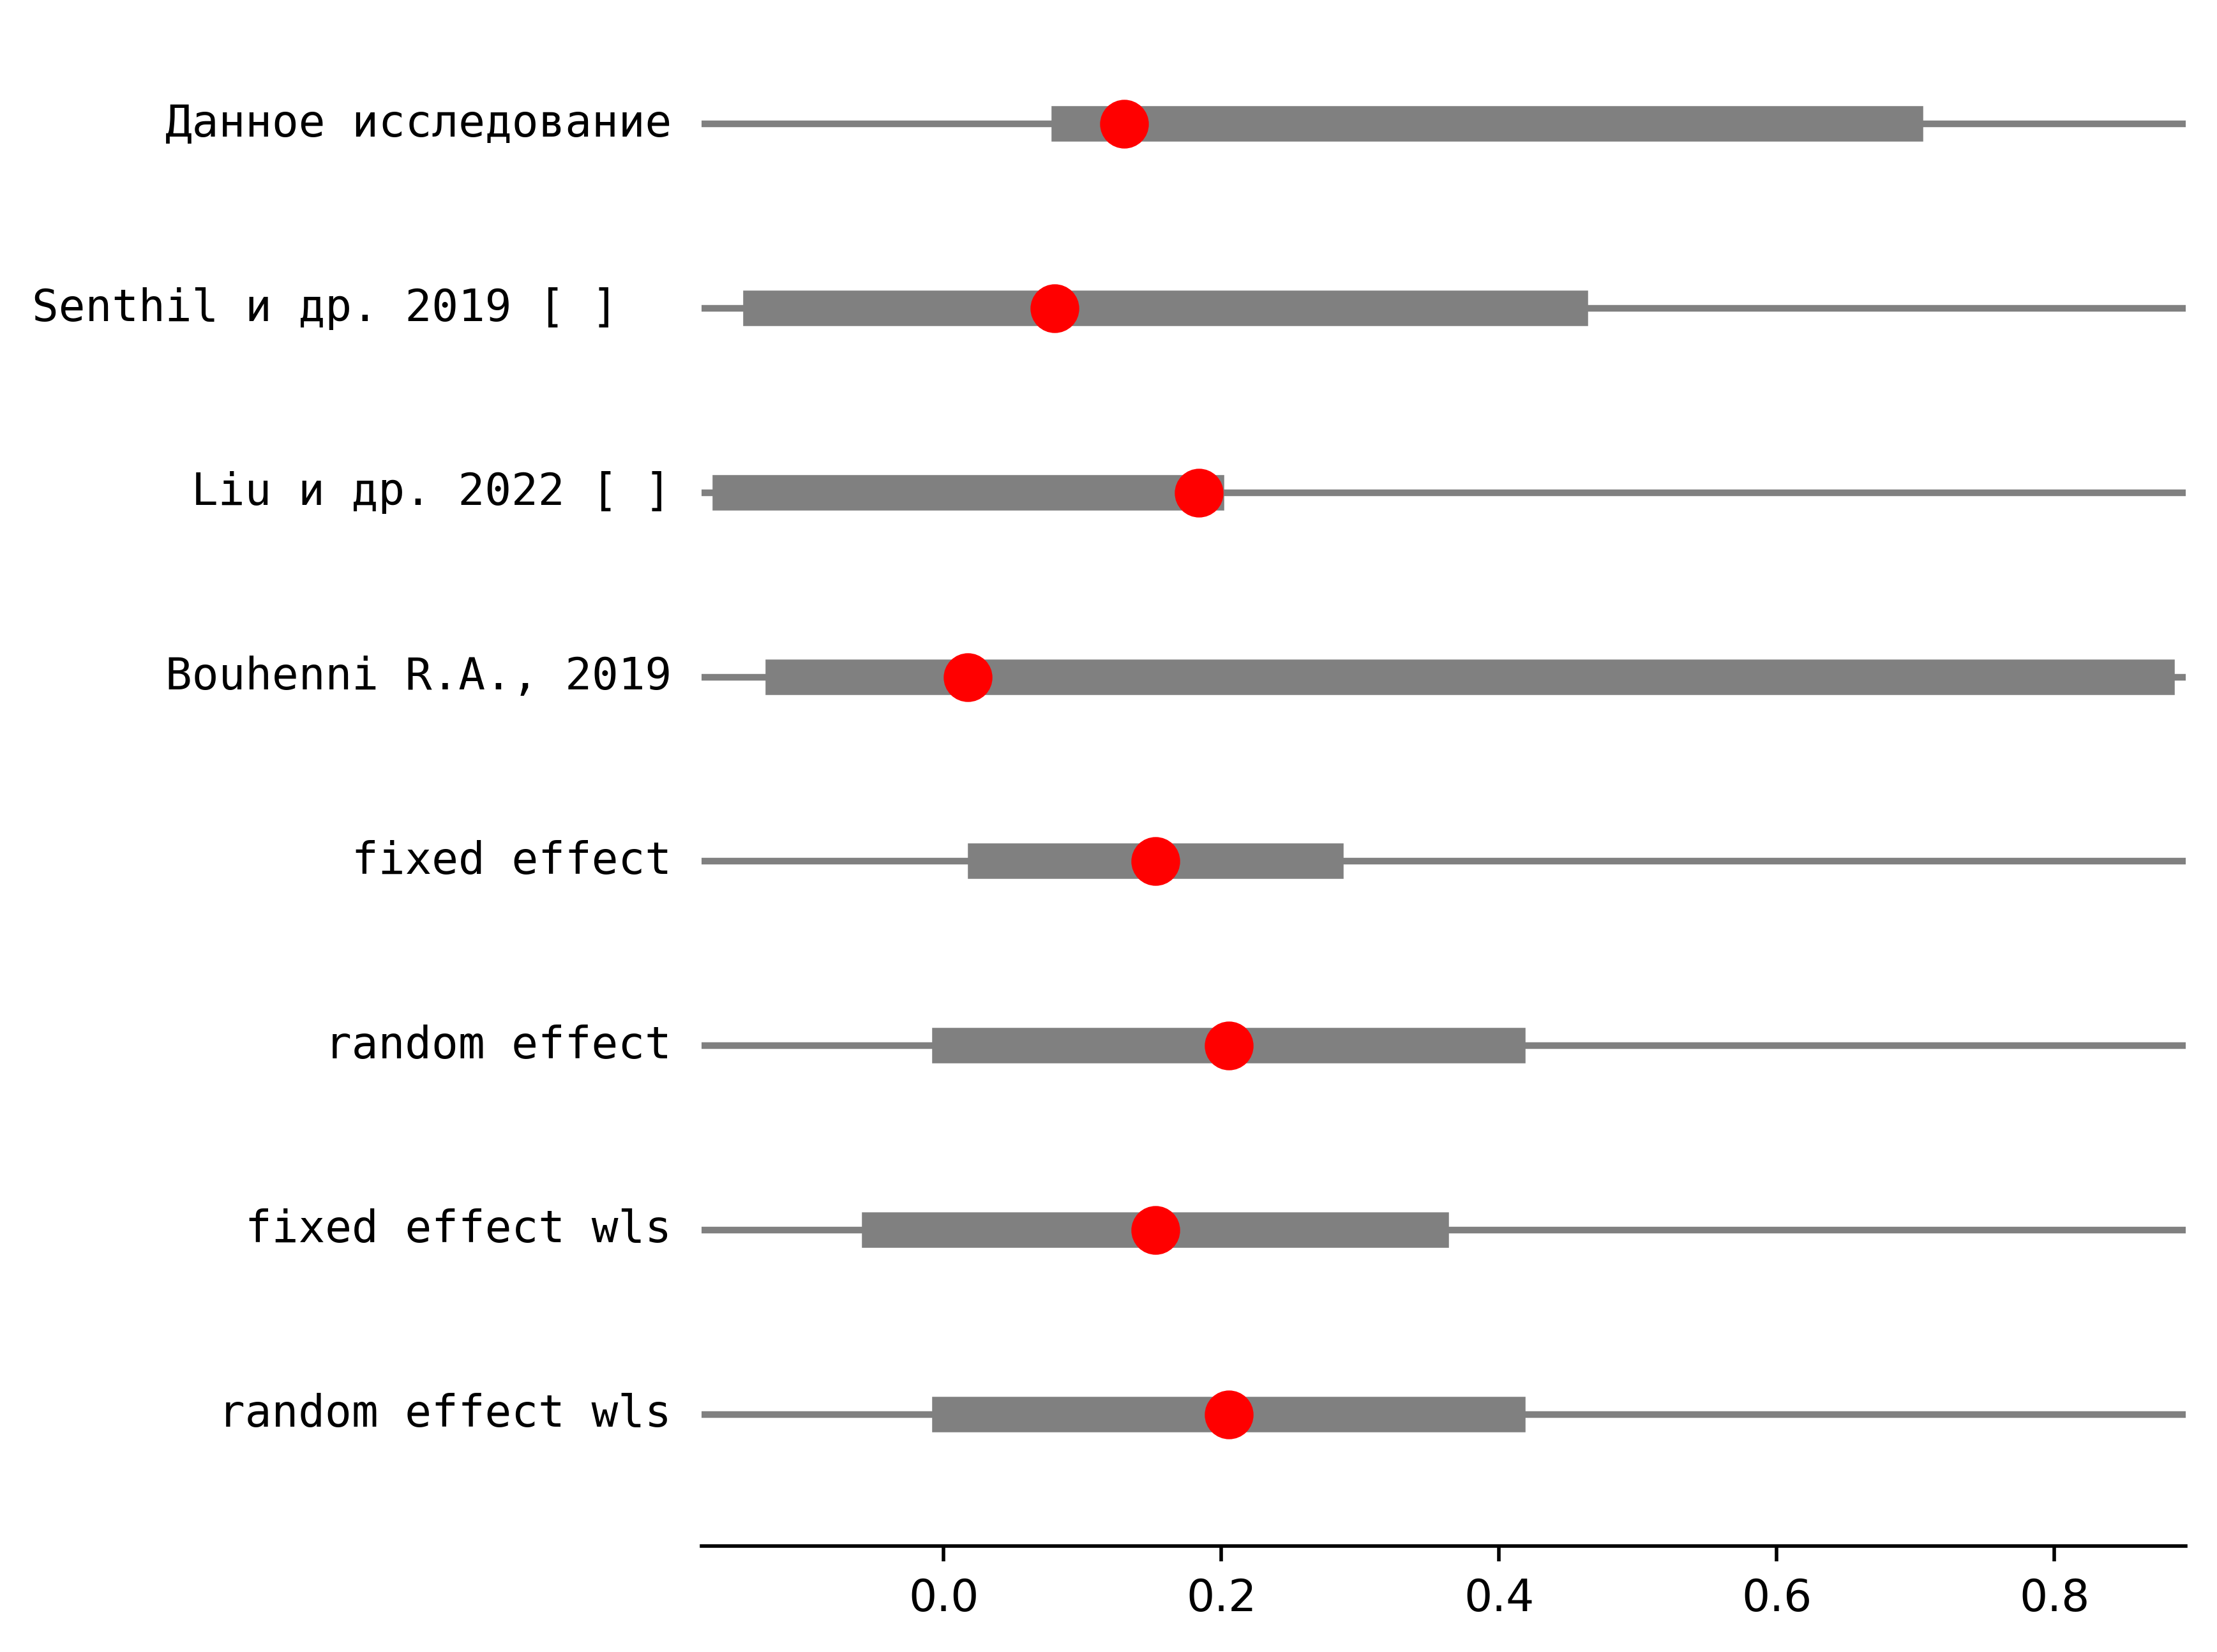 Данное исследование
Senthil и др. 2019 [ ]
Liu и др. 2022 [ ]
Bouhenni R.A., 2019
fixed effect
random effect
fixed effect wls
random effect wls
0.0 0.2 0.4 0.6 0.8